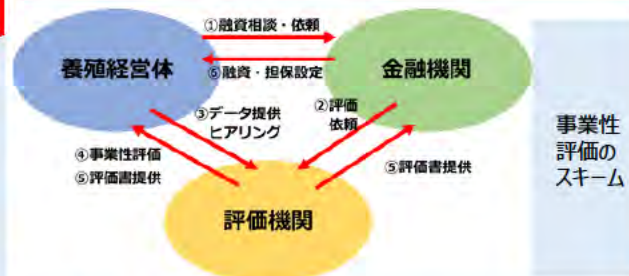 ①融資相談・依頼
養殖経営体
金融機関
⑥融資・担保設定
③データ提供
ヒアリング
②評価
依頼
④事業性評価
⑤評価書提供
⑤評価書提供
評価機関
事業性
評価の
スキーム